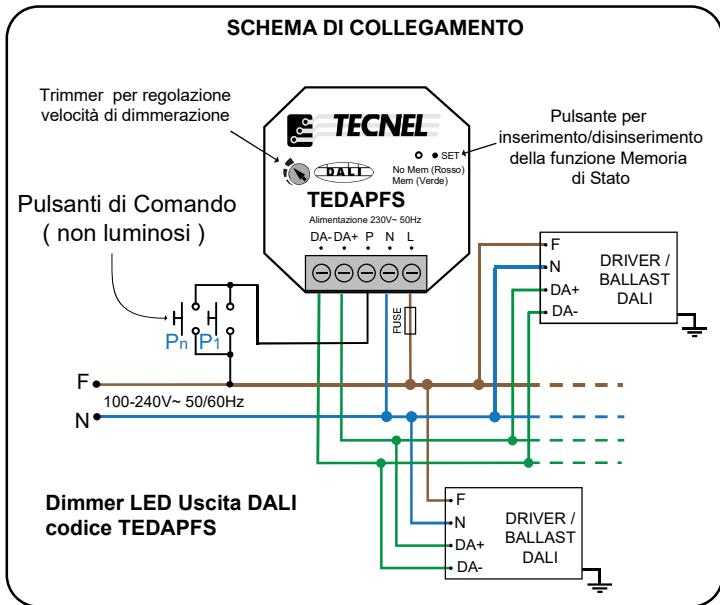 SCHEMA DI COLLEGAMENTO
Trimmer per regolazione
velocità di dimmerazione
TECNEL
DALI
SET
No Mem (Rosso)
Mem (Verde)
TEDAPFS
Alimentazione 230V~ 50Hz
DA- DA+ P N L
Pulsante per
inserimento/disinserimento
della funzione Memoria
di Stato
Pulsanti di Comando
( non luminosi )
Pn P1
FUSE
F
N
DA+
DA-
DRIVER /
BALLAST
DALI
F
100-240V~ 50/60Hz
N
Dimmer LED Uscita DALI
codice TEDAPFS
F
N
DA+
DA-
DRIVER /
BALLAST
DALI